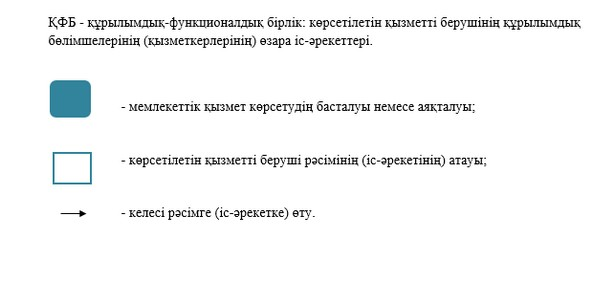 ҚФБ - құрылымдық-функционалдық бірлік: көрсетілетін қызметті берушінің құрылымдық
бөлімшелерінің (қызметкерлерінің) өзара іс-әрекеттері.
- мемлекеттік қызмет көрсетудің басталуы немесе аяқталуы;
- көрсетілетін қызметті беруші рәсімінің (іс-әрекетінің) атауы;
- келесі рәсімге (іс-әрекетке) өту.